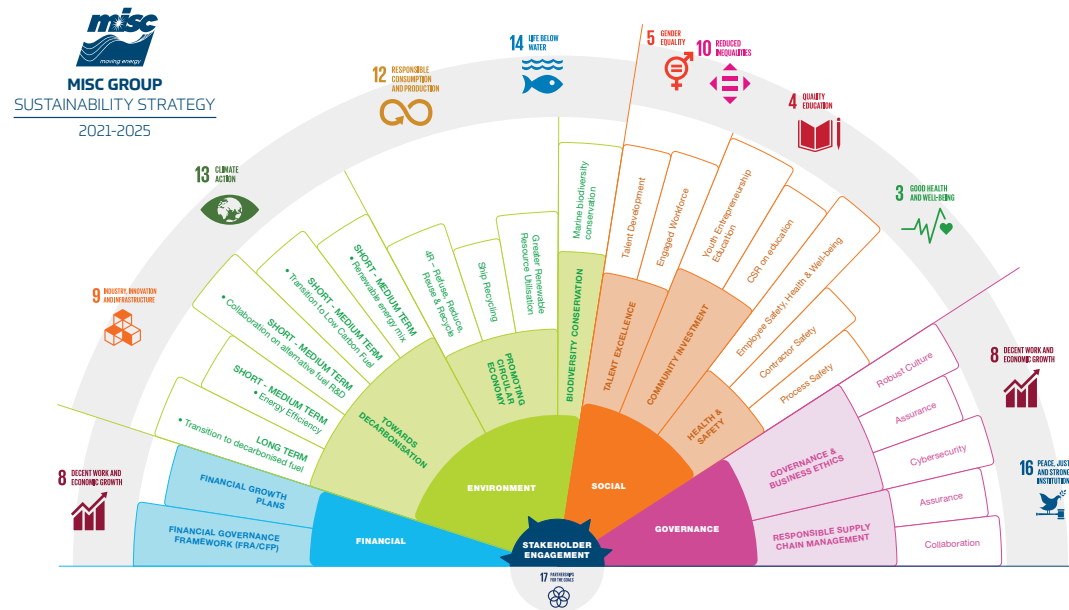 misc
moving energy
MISC GROUP
SUSTAINABILITY STRATEGY
2021-2025
8 DECENT WORK AND
ECONOMIC GROWTH
9 INDUSTRY, INNOVATION
AND INFRASTRUCTURE
13 CLIMATE
ACTION
12 RESPONSIBLE
CONSUMPTION
AND PRODUCTION
14 LIFE BELOW
WATER
5 GENDER
EQUALITY
10 REDUCED
INEQUALITIES
4 QUALITY
EDUCATION
3 GOOD HEALTH
AND WELL-BEING
8 DECENT WORK AND
ECONOMIC GROWTH
16 PEACE, JUST
AND STRONG
INSTITUTION
FINANCIAL GOVERNANCE
FRAMEWORK (FRA/CFP)
FINANCIAL GROWTH
PLANS
FINANCIAL
LONG TERM
• Transition to decarbonised fuel
SHORT - MEDIUM TERM
• Energy Efficiency
SHORT - MEDIUM TERM
• Collaboration on alternative fuel R&D
SHORT - MEDIUM TERM
• Transition to Low Carbon Fuel
SHORT - MEDIUM TERM
• Renewable energy mix
TOWARDS
DECARBONISATION
4R – Refuse, Reduce,
Reuse & Recycle
Ship Recycling
Greater Renewable
Resource Utilisation
PROMOTING
CIRCULAR
ECONOMY
Marine biodiversity
conservation
BIODIVERSITY CONSERVATION
ENVIRONMENT
Talent Development
Engaged Workforce
TALENT EXCELLENCE
Youth Entrepreneurship
Education
CSR on education
COMMUNITY INVESTMENT
Employee Safety, Health & Well-being
Contractor Safety
Process Safety
HEALTH &
SAFETY
SOCIAL
Robust Culture
Assurance
Cybersecurity
GOVERNANCE &
BUSINESS ETHICS
Assurance
Collaboration
RESPONSIBLE SUPPLY
CHAIN MANAGEMENT
GOVERNANCE
STAKEHOLDER
ENGAGEMENT
17 PARTNERSHIPS
FOR THE GOALS